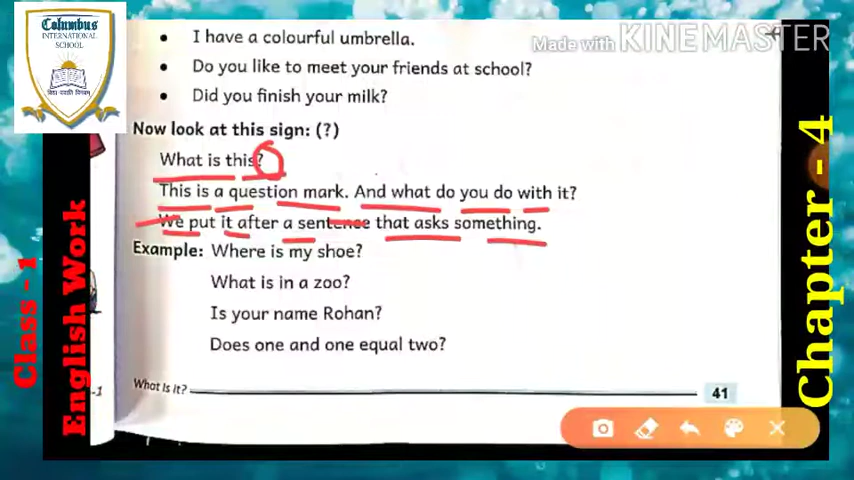 Columbus
INTERNATIONAL
SCHOOL
Made with KINEMASTER
• I have a colourful umbrella.
• Do you like to meet your friends at school?
• Did you finish your milk?
Now look at this sign: (?)
What is this?
This is a question mark. And what do you do with it?
We put it after a sentence that asks something.
Example: Where is my shoe?
What is in a zoo?
Is your name Rohan?
Does one and one equal two?
What Is It?
41
-1
Class - 1
English Work
Chapter - 4